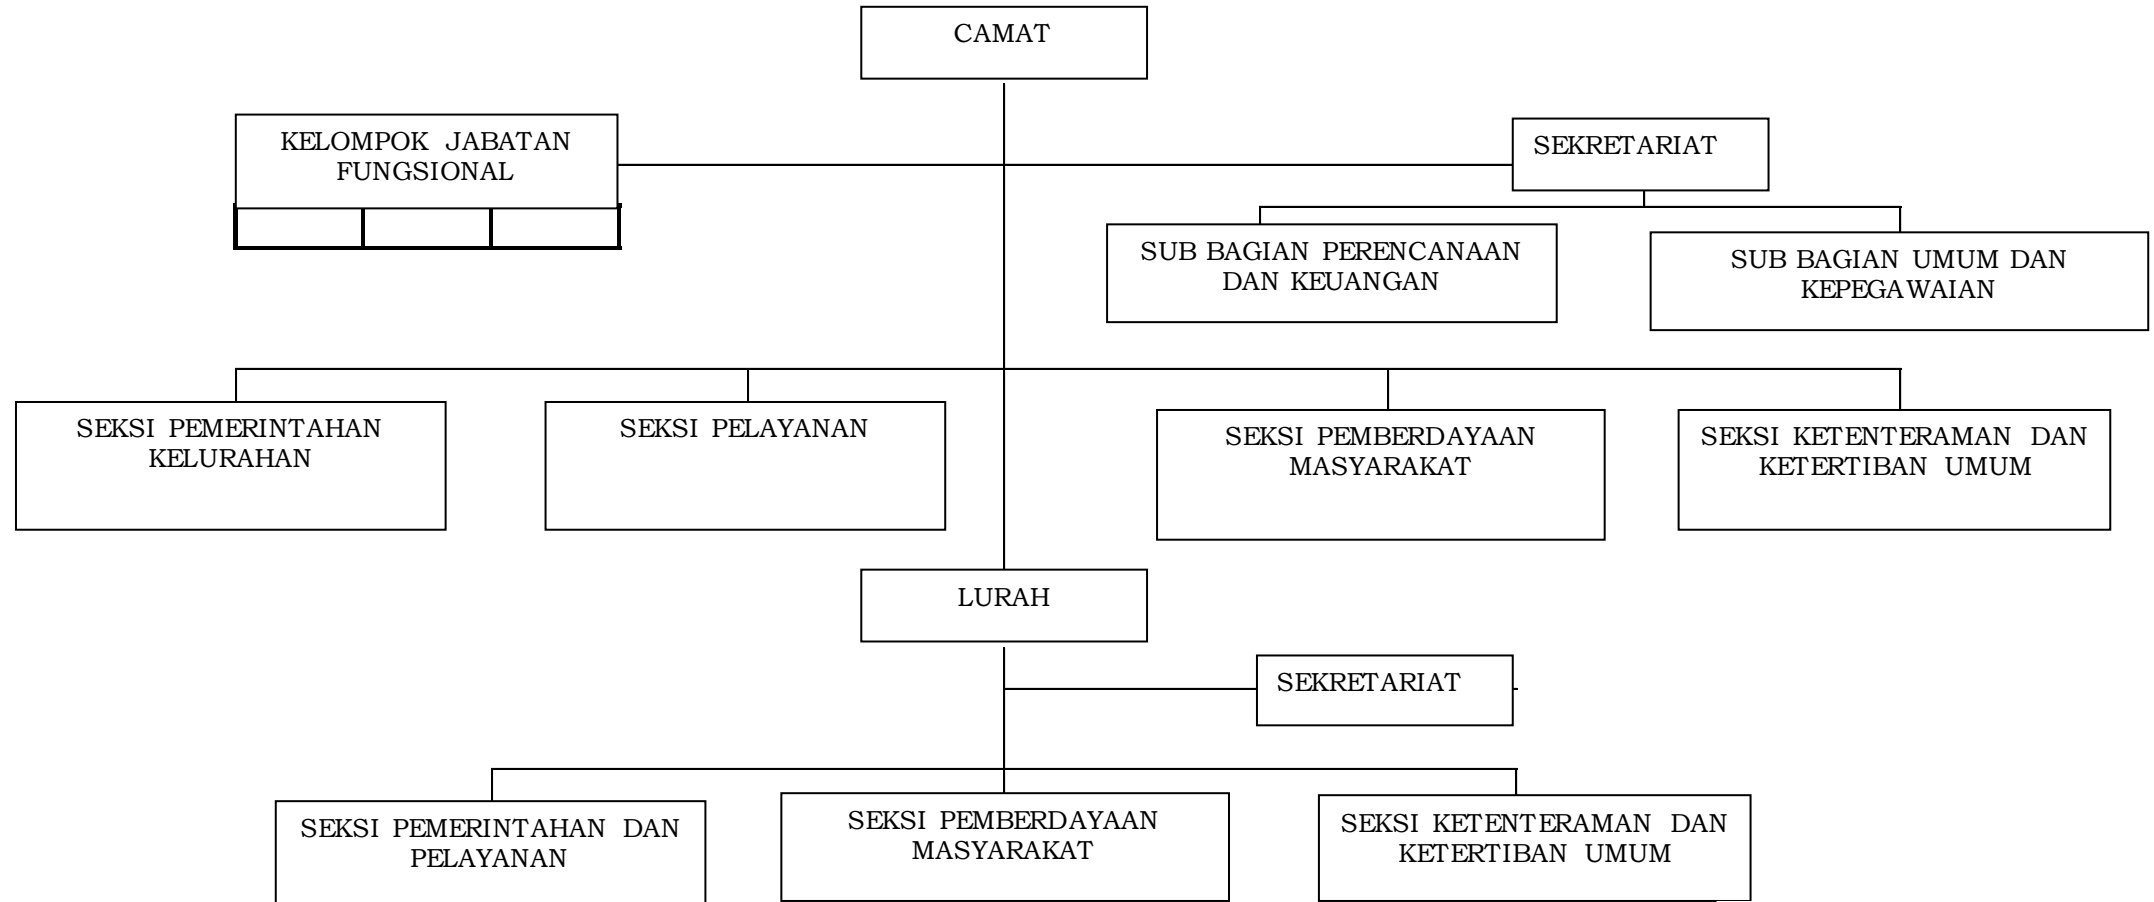 CAMAT
KELOMPOK JABATAN
FUNGSIONAL
SEKRETARIAT
SUB BAGIAN PERENCANAAN
DAN KEUANGAN
SUB BAGIAN UMUM DAN
KEPEGAWAIAN
SEKSI PEMERINTAHAN
KELURAHAN
SEKSI PELAYANAN
SEKSI PEMBERDAYAAN
MASYARAKAT
SEKSI KETENTERAMAN DAN
KETERTIBAN UMUM
LURAH
SEKRETARIAT
SEKSI PEMERINTAHAN DAN
PELAYANAN
SEKSI PEMBERDAYAAN
MASYARAKAT
SEKSI KETENTERAMAN DAN
KETERTIBAN UMUM